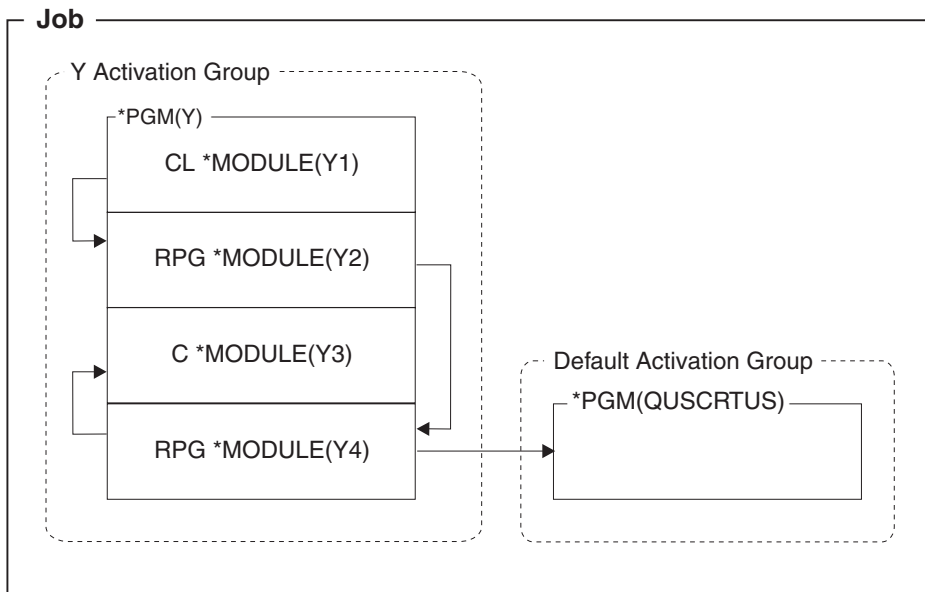 Job
Y Activation Group
*PGM(Y)
CL *MODULE(Y1)
RPG *MODULE(Y2)
C *MODULE(Y3)
RPG *MODULE(Y4)
Default Activation Group
*PGM(QUSCRTUS)